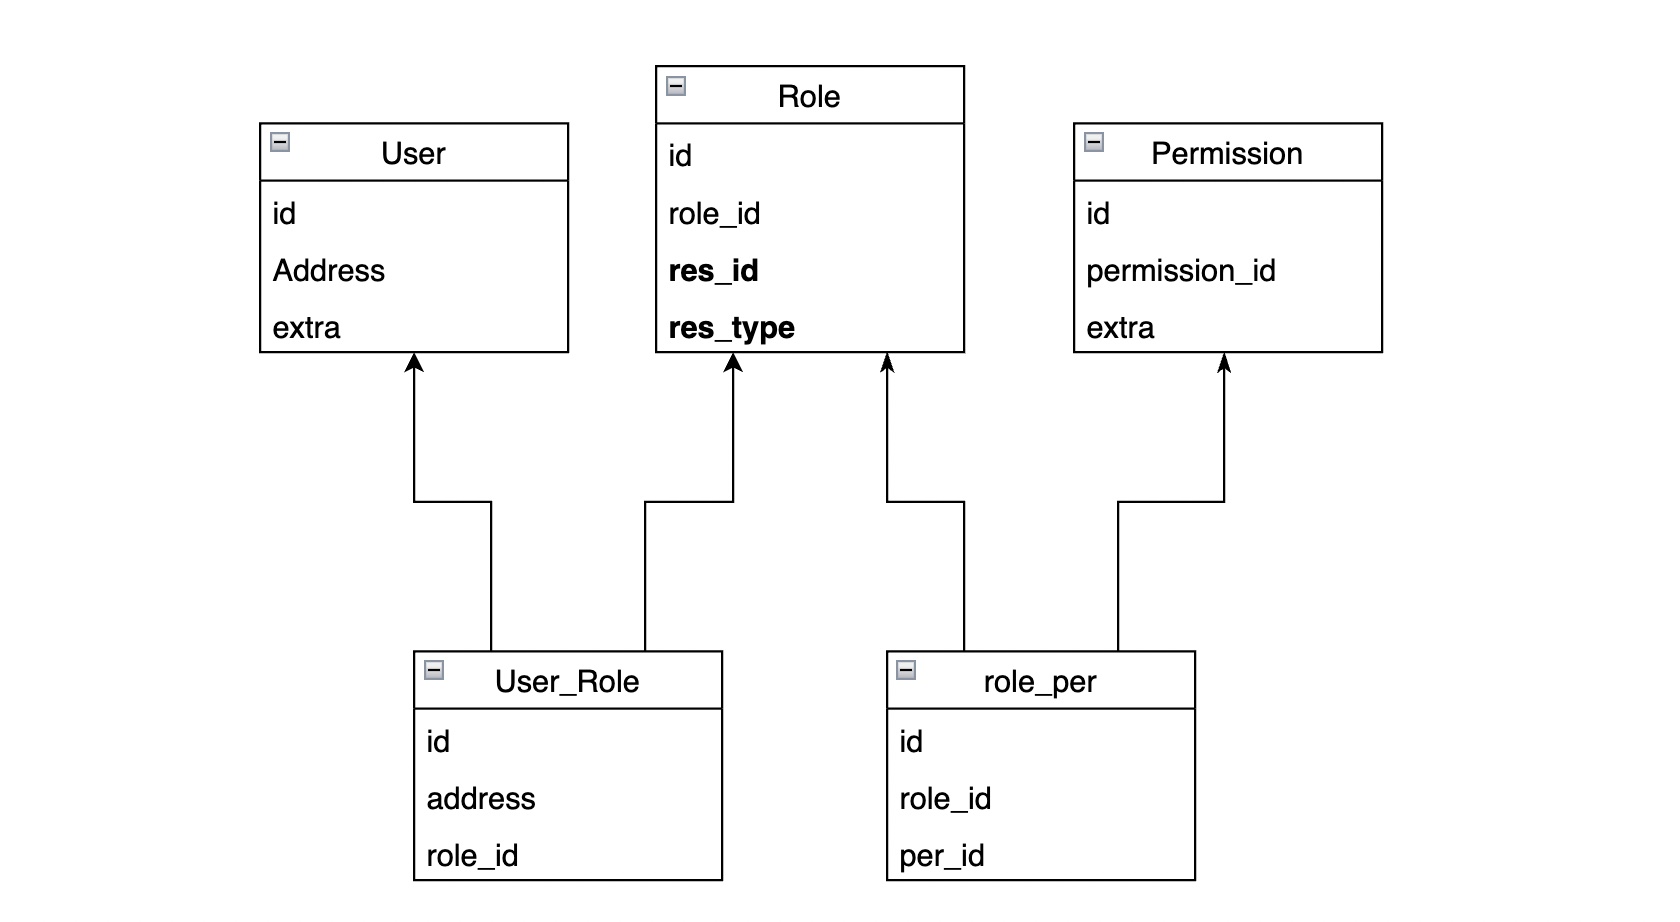 User
id
Address
extra
Role
id
role_id
res_id
res_type
Permission
id
permission_id
extra
User_Role
id
address
role_id
role_per
id
role_id
per_id